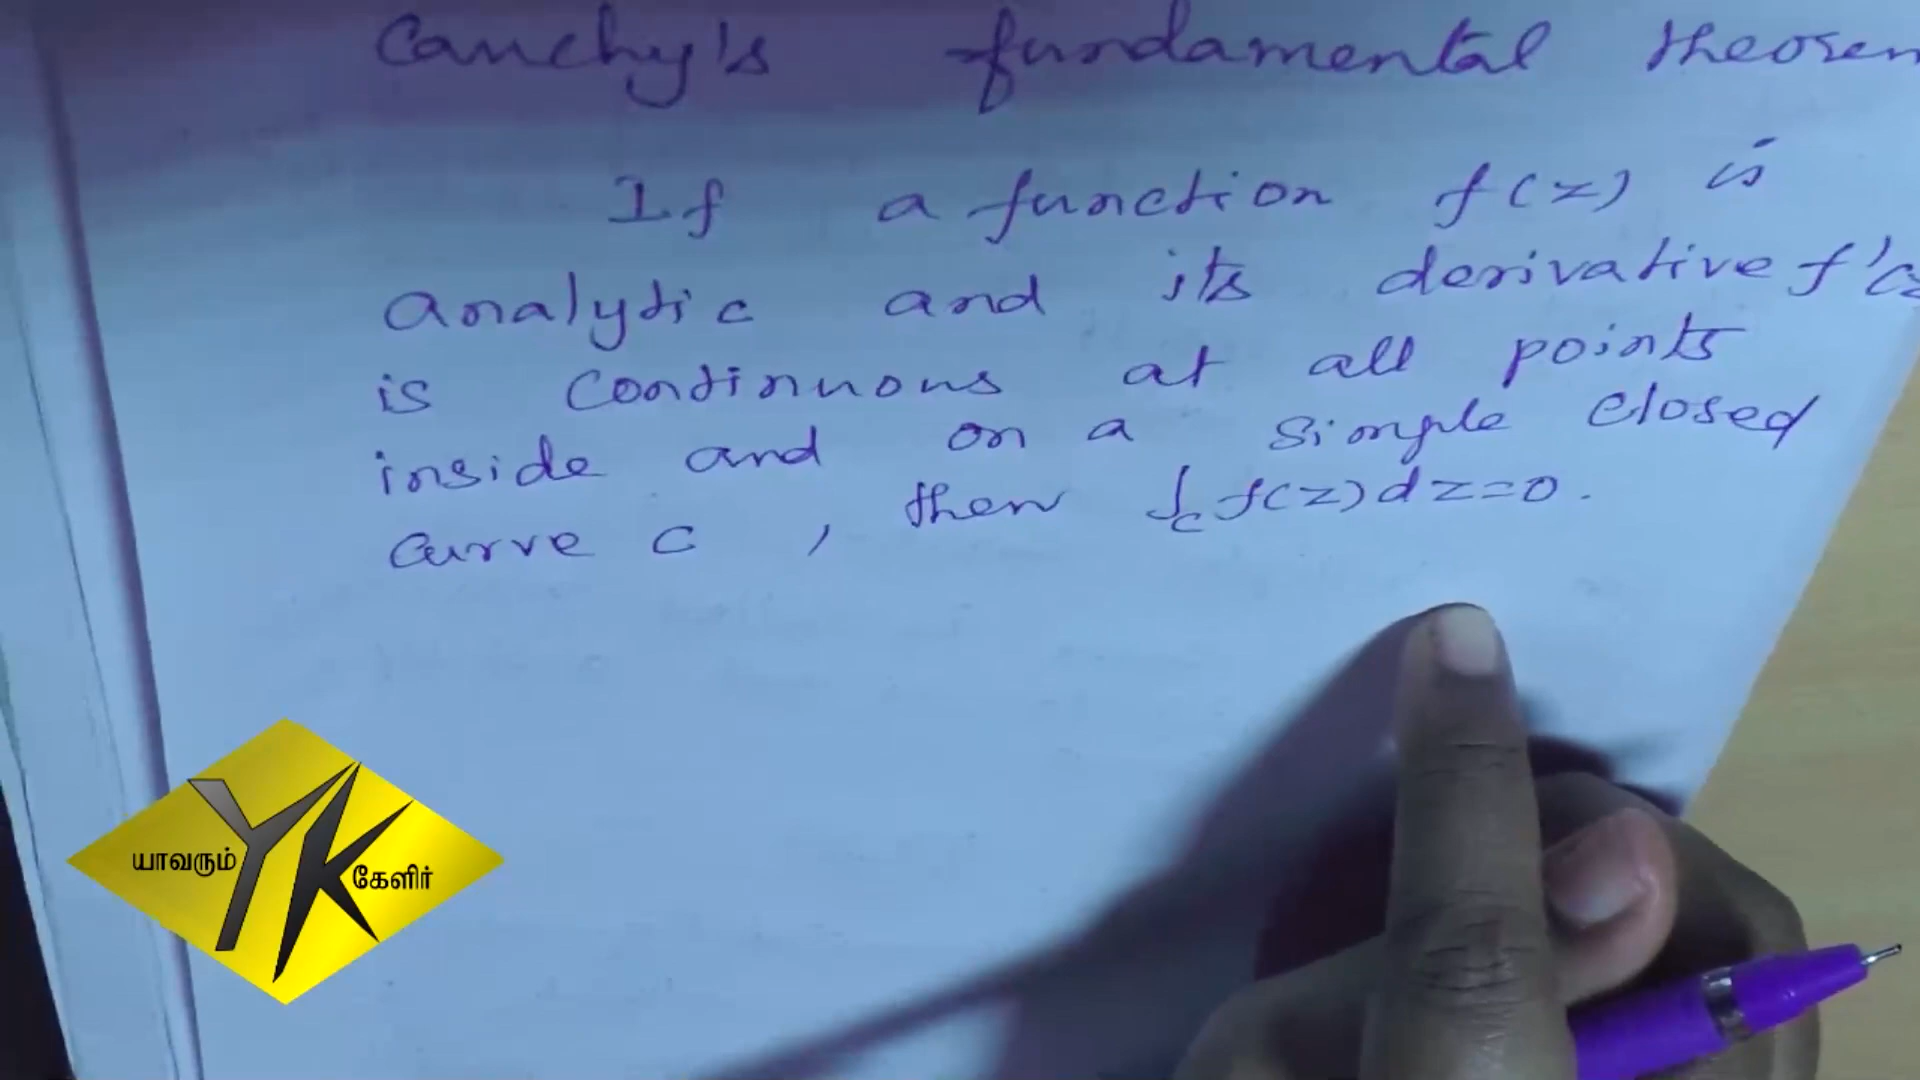 Cauchy's fundamental theorem
If a function f(z) is
analytic and its derivative f'(z
is continuous at all points
inside and on a simple closed
curve c, then ∫c f(z)dz=0.
யாவரும் YK கேளிர்